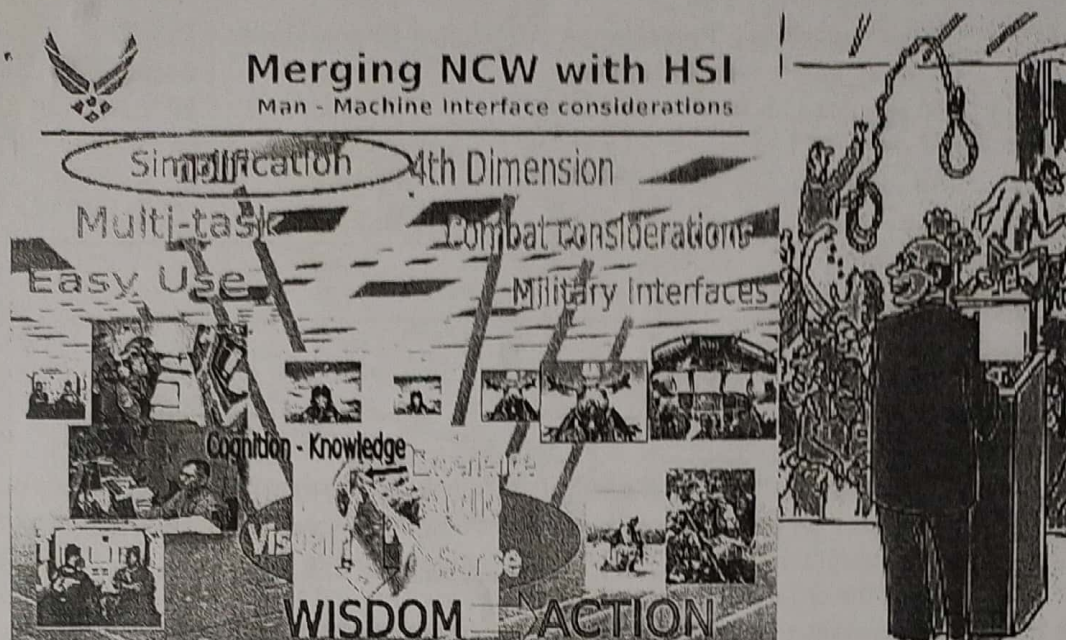 Merging NCW with HSI
Man - Machine Interface considerations
Simplification
4th Dimension
Multi-task
Combat considerations
Easy Use
Military Interfaces
Cognition - Knowledge
Experience
Visual
WISDOM
ACTION